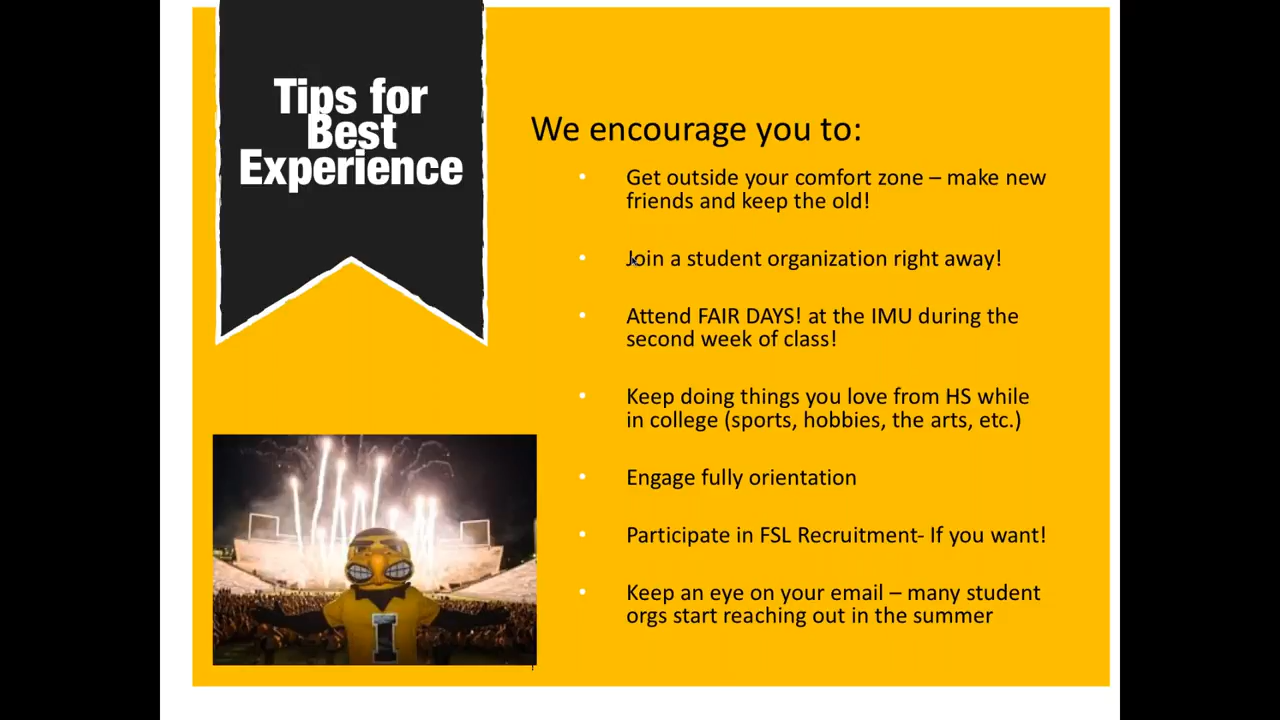 Tips for
Best
Experience
We encourage you to:
• Get outside your comfort zone – make new
friends and keep the old!
• Join a student organization right away!
• Attend FAIR DAYS! at the IMU during the
second week of class!
• Keep doing things you love from HS while
in college (sports, hobbies, the arts, etc.)
• Engage fully orientation
• Participate in FSL Recruitment- If you want!
• Keep an eye on your email – many student
orgs start reaching out in the summer
I